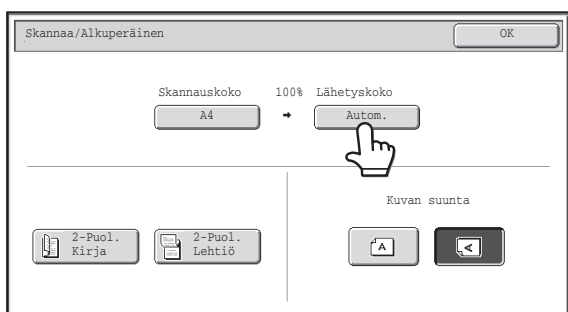 Skannaa/Alkuperäinen
OK
Skannauskoko 100% Lähetyskoko
A4 → Autom.
Kuvan suunta
2-Puol. Kirja
2-Puol. Lehtiö
A A